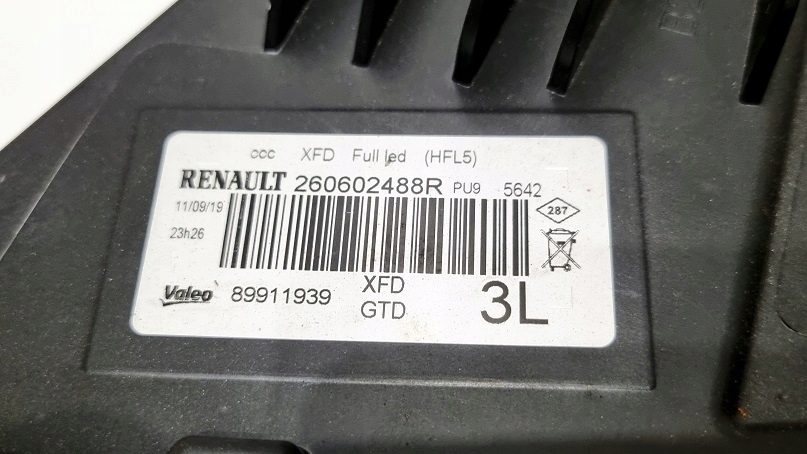 ccc XFD Full led (HFL5)
RENAULT 260602488R PU9 5642
11/09/19
287
23h26
Valeo 89911939 XFD
GTD
3L